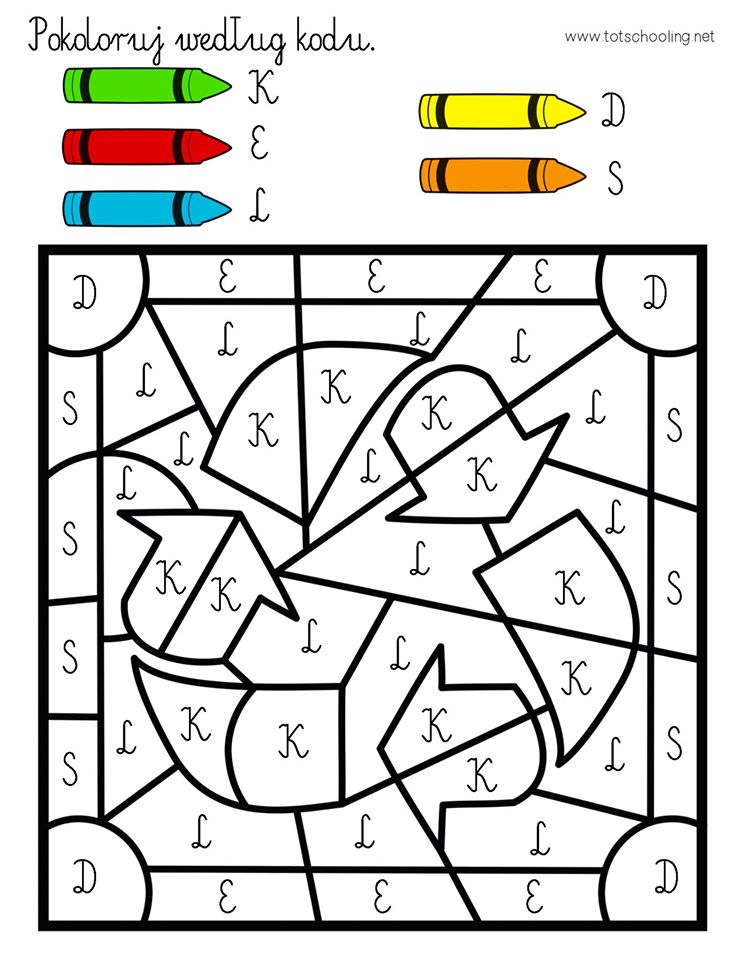 Pokoloruj według kodu.
www.totschooling.net
K
D
E
S
L
D E E E D
L L
L
L K L
S K K S
L
L K
L
S K L
K K L K S
S L
L K
K K K
S L L S
K
L L L
D E E E D